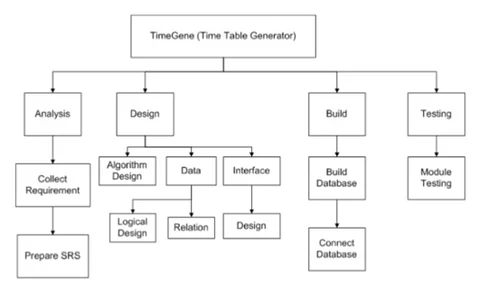 TimeGene (Time Table Generator)
Analysis
Design
Build
Testing
Collect
Requirement
Algorithm
Design
Data
Interface
Build
Database
Module
Testing
Prepare SRS
Logical
Design
Relation
Design
Connect
Database